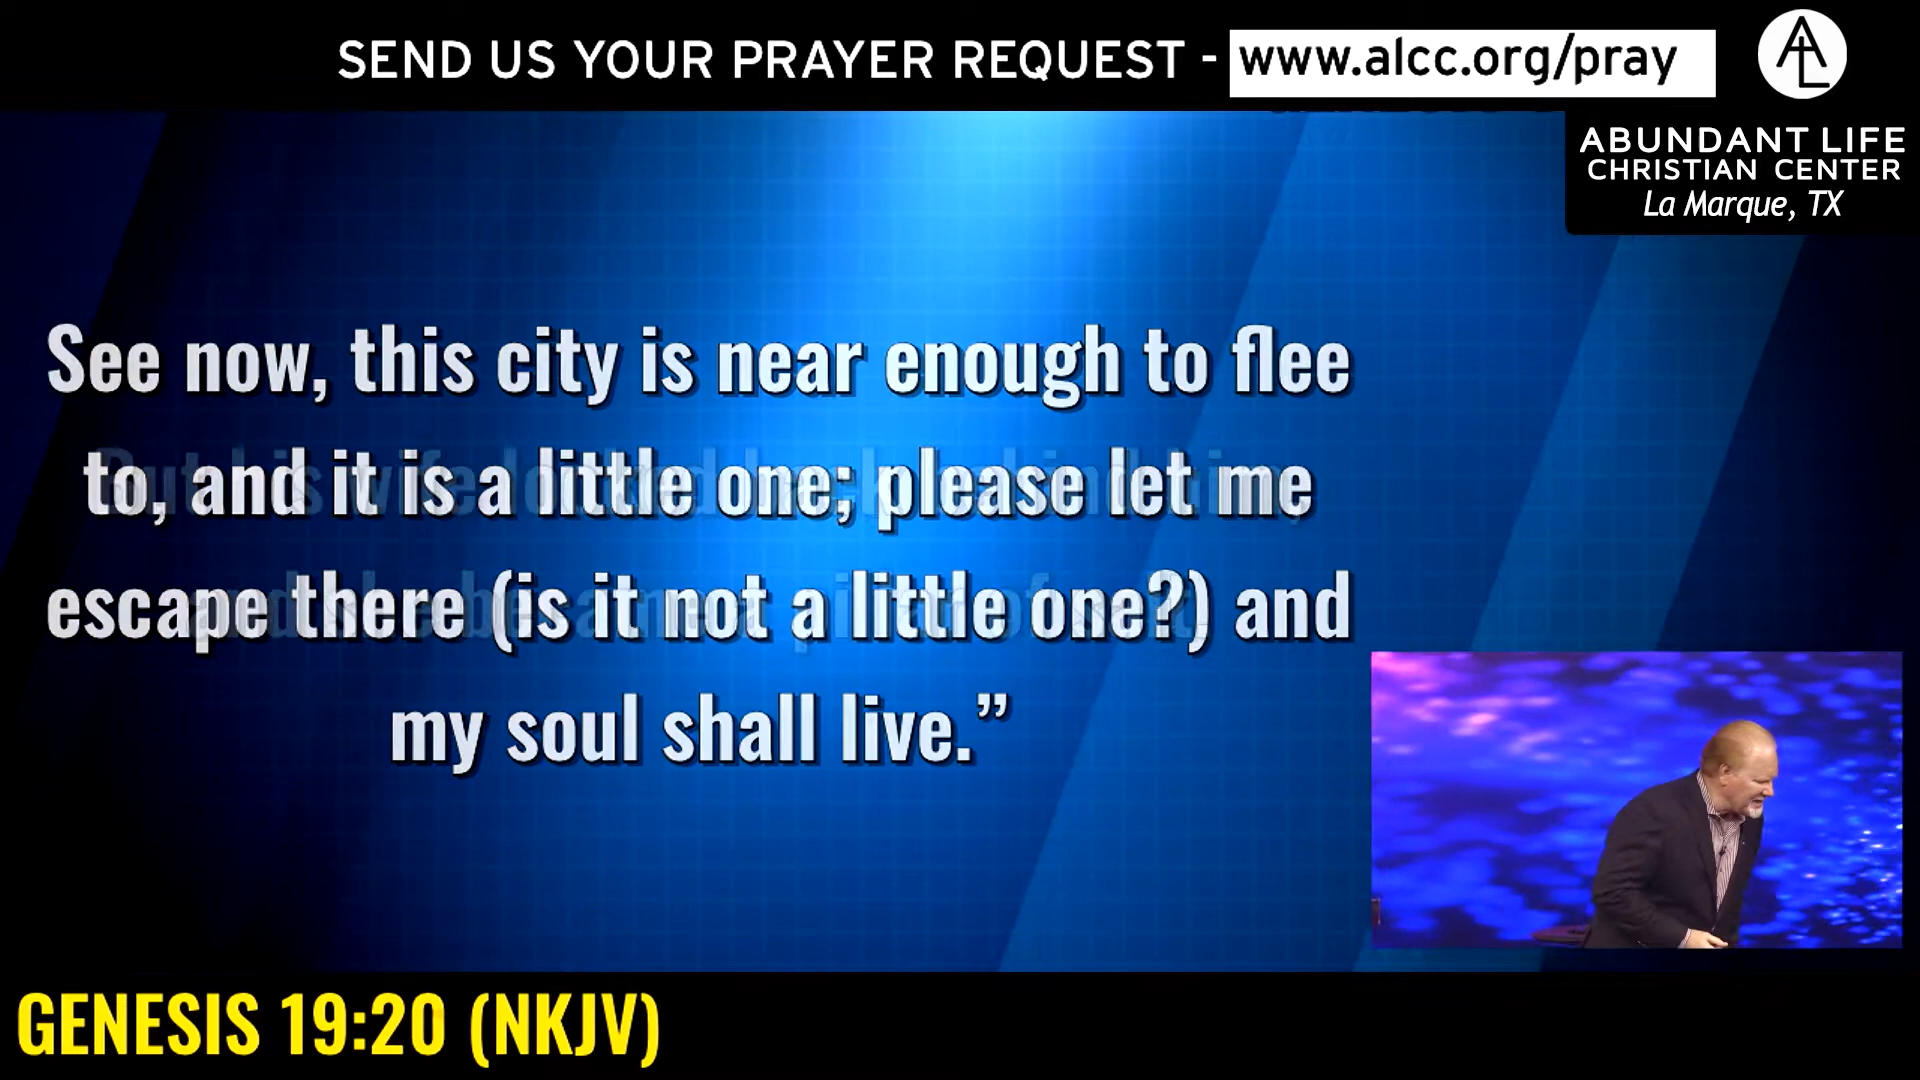 SEND US YOUR PRAYER REQUEST - www.alcc.org/pray
ABUNDANT LIFE
CHRISTIAN CENTER
La Marque, TX
See now, this city is near enough to flee
to, and it is a little one; please let me
escape there (is it not a little one?) and
my soul shall live.”
GENESIS 19:20 (NKJV)